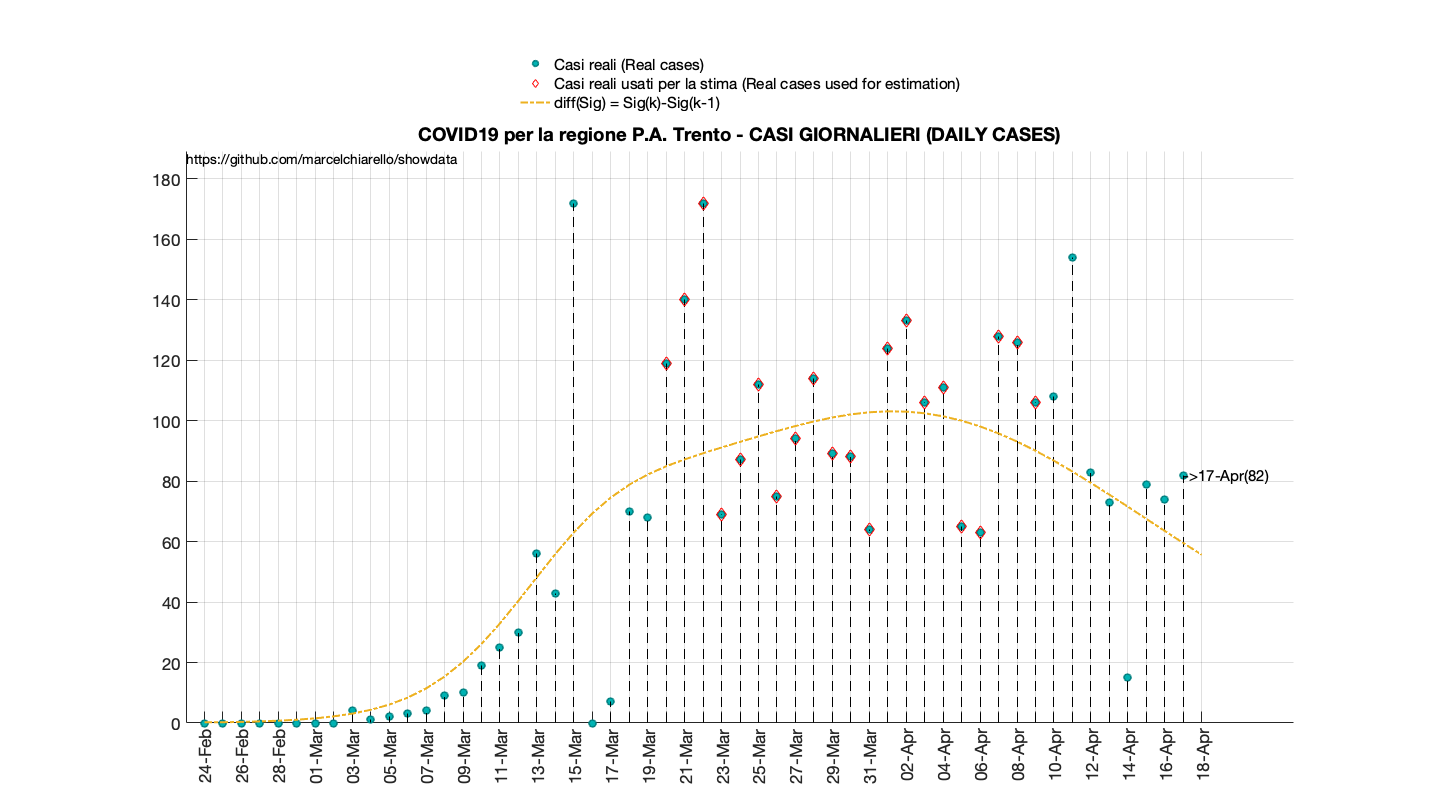 Casi reali (Real cases)
Casi reali usati per la stima (Real cases used for estimation)
diff(Sig) = Sig(k)-Sig(k-1)
COVID19 per la regione P.A. Trento - CASI GIORNALIERI (DAILY CASES)
https://github.com/marcelchiarello/showdata
180
160
140
120
100
80
60
40
20
0
->17-Apr(82)
24-Feb
26-Feb
28-Feb
01-Mar
03-Mar
05-Mar
07-Mar
09-Mar
11-Mar
13-Mar
15-Mar
17-Mar
19-Mar
21-Mar
23-Mar
25-Mar
27-Mar
29-Mar
31-Mar
02-Apr
04-Apr
06-Apr
08-Apr
10-Apr
12-Apr
14-Apr
16-Apr
18-Apr